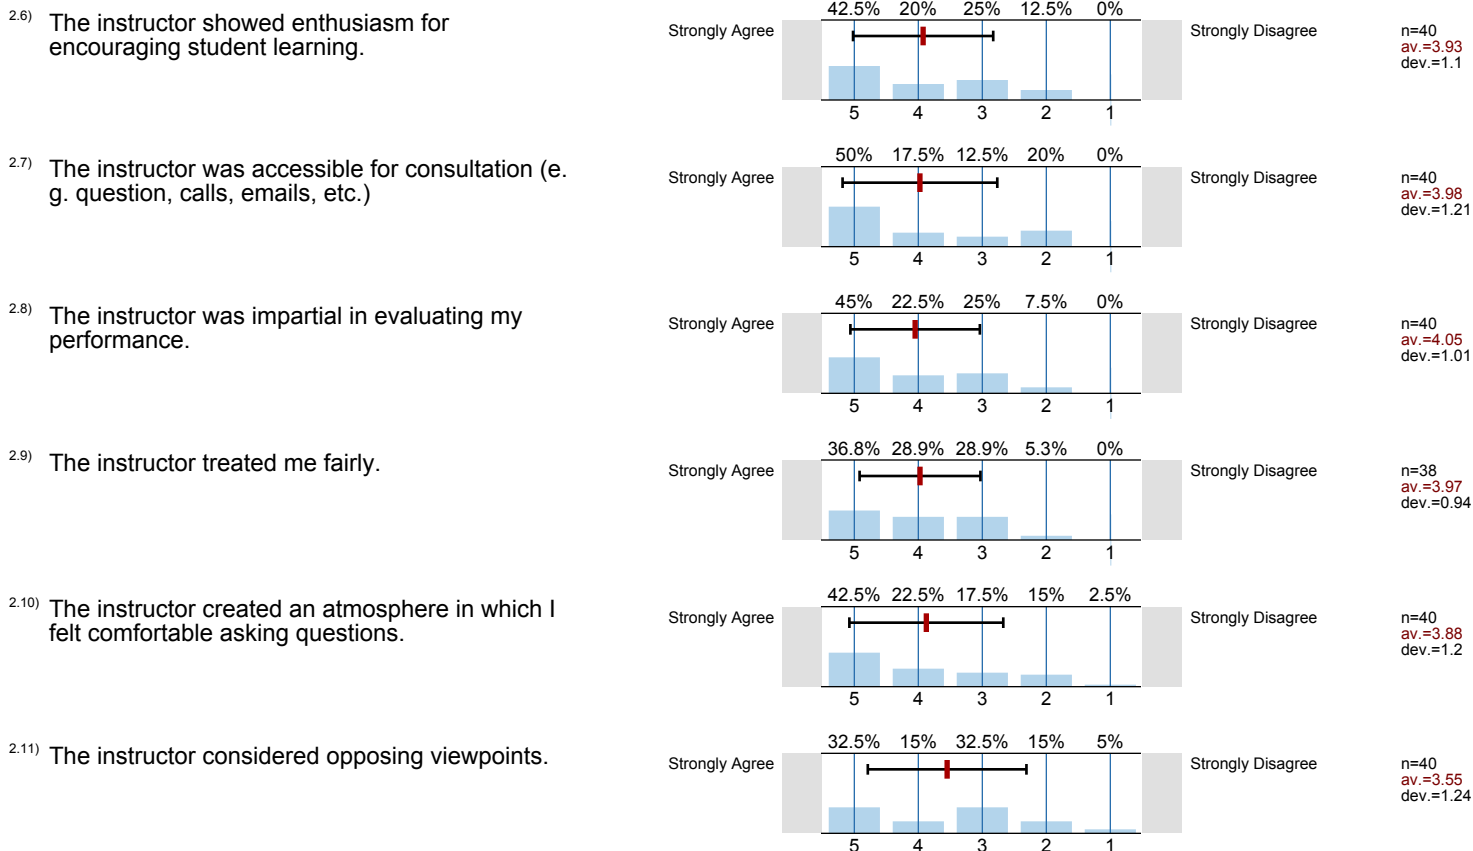 2.6) The instructor showed enthusiasm for
encouraging student learning.
Strongly Agree
42.5% 20% 25% 12.5% 0%
5 4 3 2 1
Strongly Disagree
n=40
av.=3.93
dev.=1.1
2.7) The instructor was accessible for consultation (e.
g. question, calls, emails, etc.)
Strongly Agree
50% 17.5% 12.5% 20% 0%
5 4 3 2 1
Strongly Disagree
n=40
av.=3.98
dev.=1.21
2.8) The instructor was impartial in evaluating my
performance.
Strongly Agree
45% 22.5% 25% 7.5% 0%
5 4 3 2 1
Strongly Disagree
n=40
av.=4.05
dev.=1.01
2.9) The instructor treated me fairly.
Strongly Agree
36.8% 28.9% 28.9% 5.3% 0%
5 4 3 2 1
Strongly Disagree
n=38
av.=3.97
dev.=0.94
2.10) The instructor created an atmosphere in which I
felt comfortable asking questions.
Strongly Agree
42.5% 22.5% 17.5% 15% 2.5%
5 4 3 2 1
Strongly Disagree
n=40
av.=3.88
dev.=1.2
2.11) The instructor considered opposing viewpoints.
Strongly Agree
32.5% 15% 32.5% 15% 5%
5 4 3 2 1
Strongly Disagree
n=40
av.=3.55
dev.=1.24